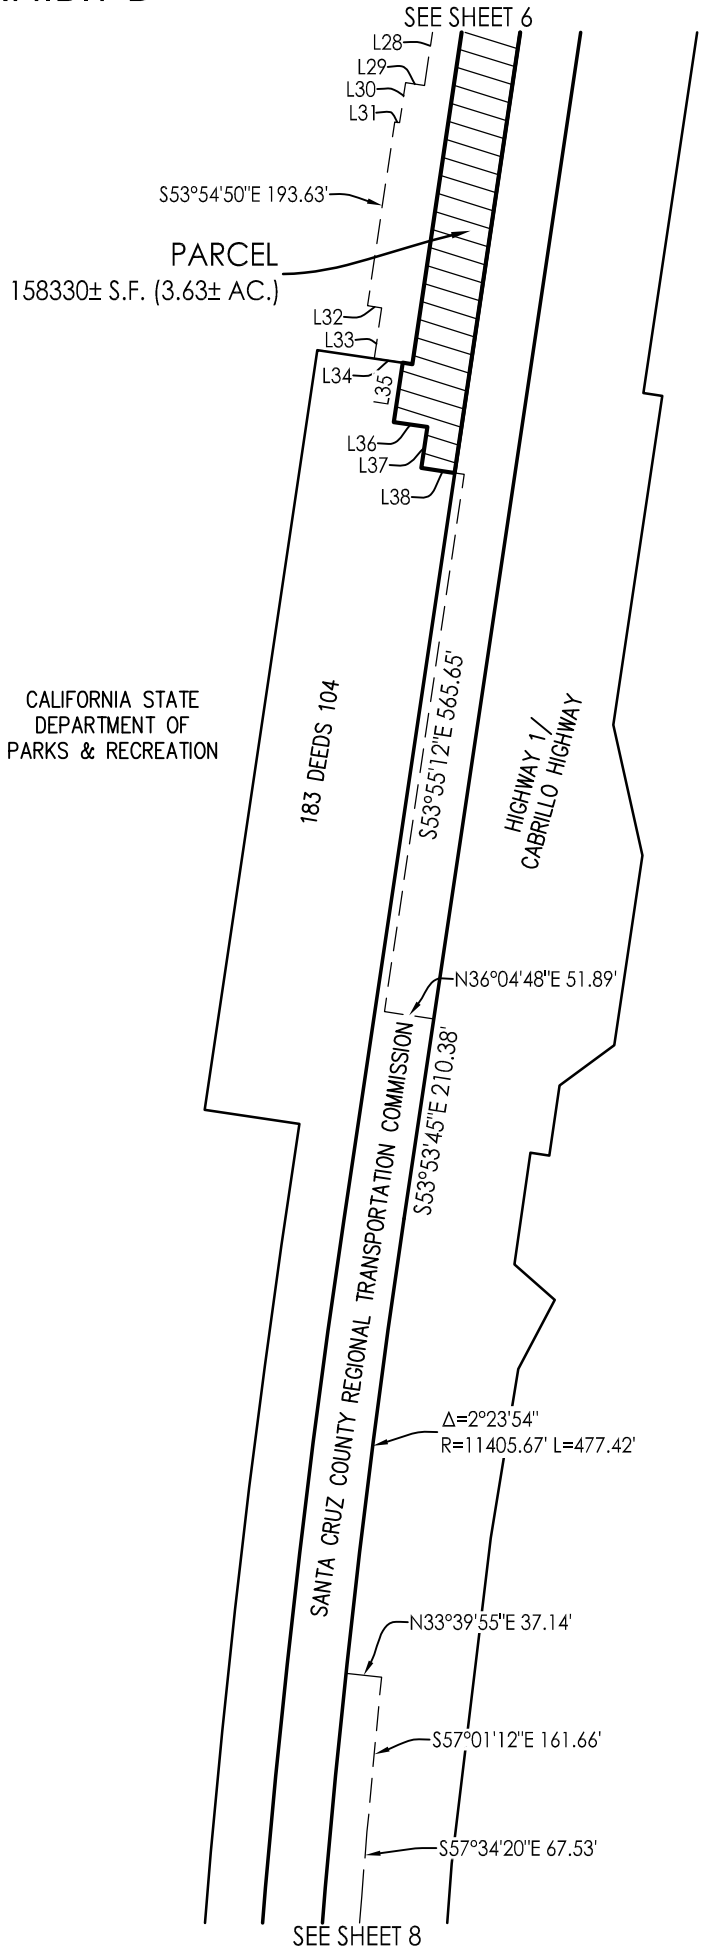 SEE SHEET 6
L28
L29
L30
L31
S53°54'50"E 193.63'
PARCEL
158330± S.F. (3.63± AC.)
L32
L33
L34
L35
L36
L37
L38
CALIFORNIA STATE
DEPARTMENT OF
PARKS & RECREATION
183 DEEDS 104
S53°55'12"E 565.65'
HIGHWAY 1/
CABRILLO HIGHWAY
N36°04'48"E 51.89'
S53°53'45"E 210.38'
SANTA CRUZ COUNTY REGIONAL TRANSPORTATION COMMISSION
Δ=2°23'54"
R=11405.67' L=477.42'
N33°39'55"E 37.14'
S57°01'12"E 161.66'
S57°34'20"E 67.53'
SEE SHEET 8